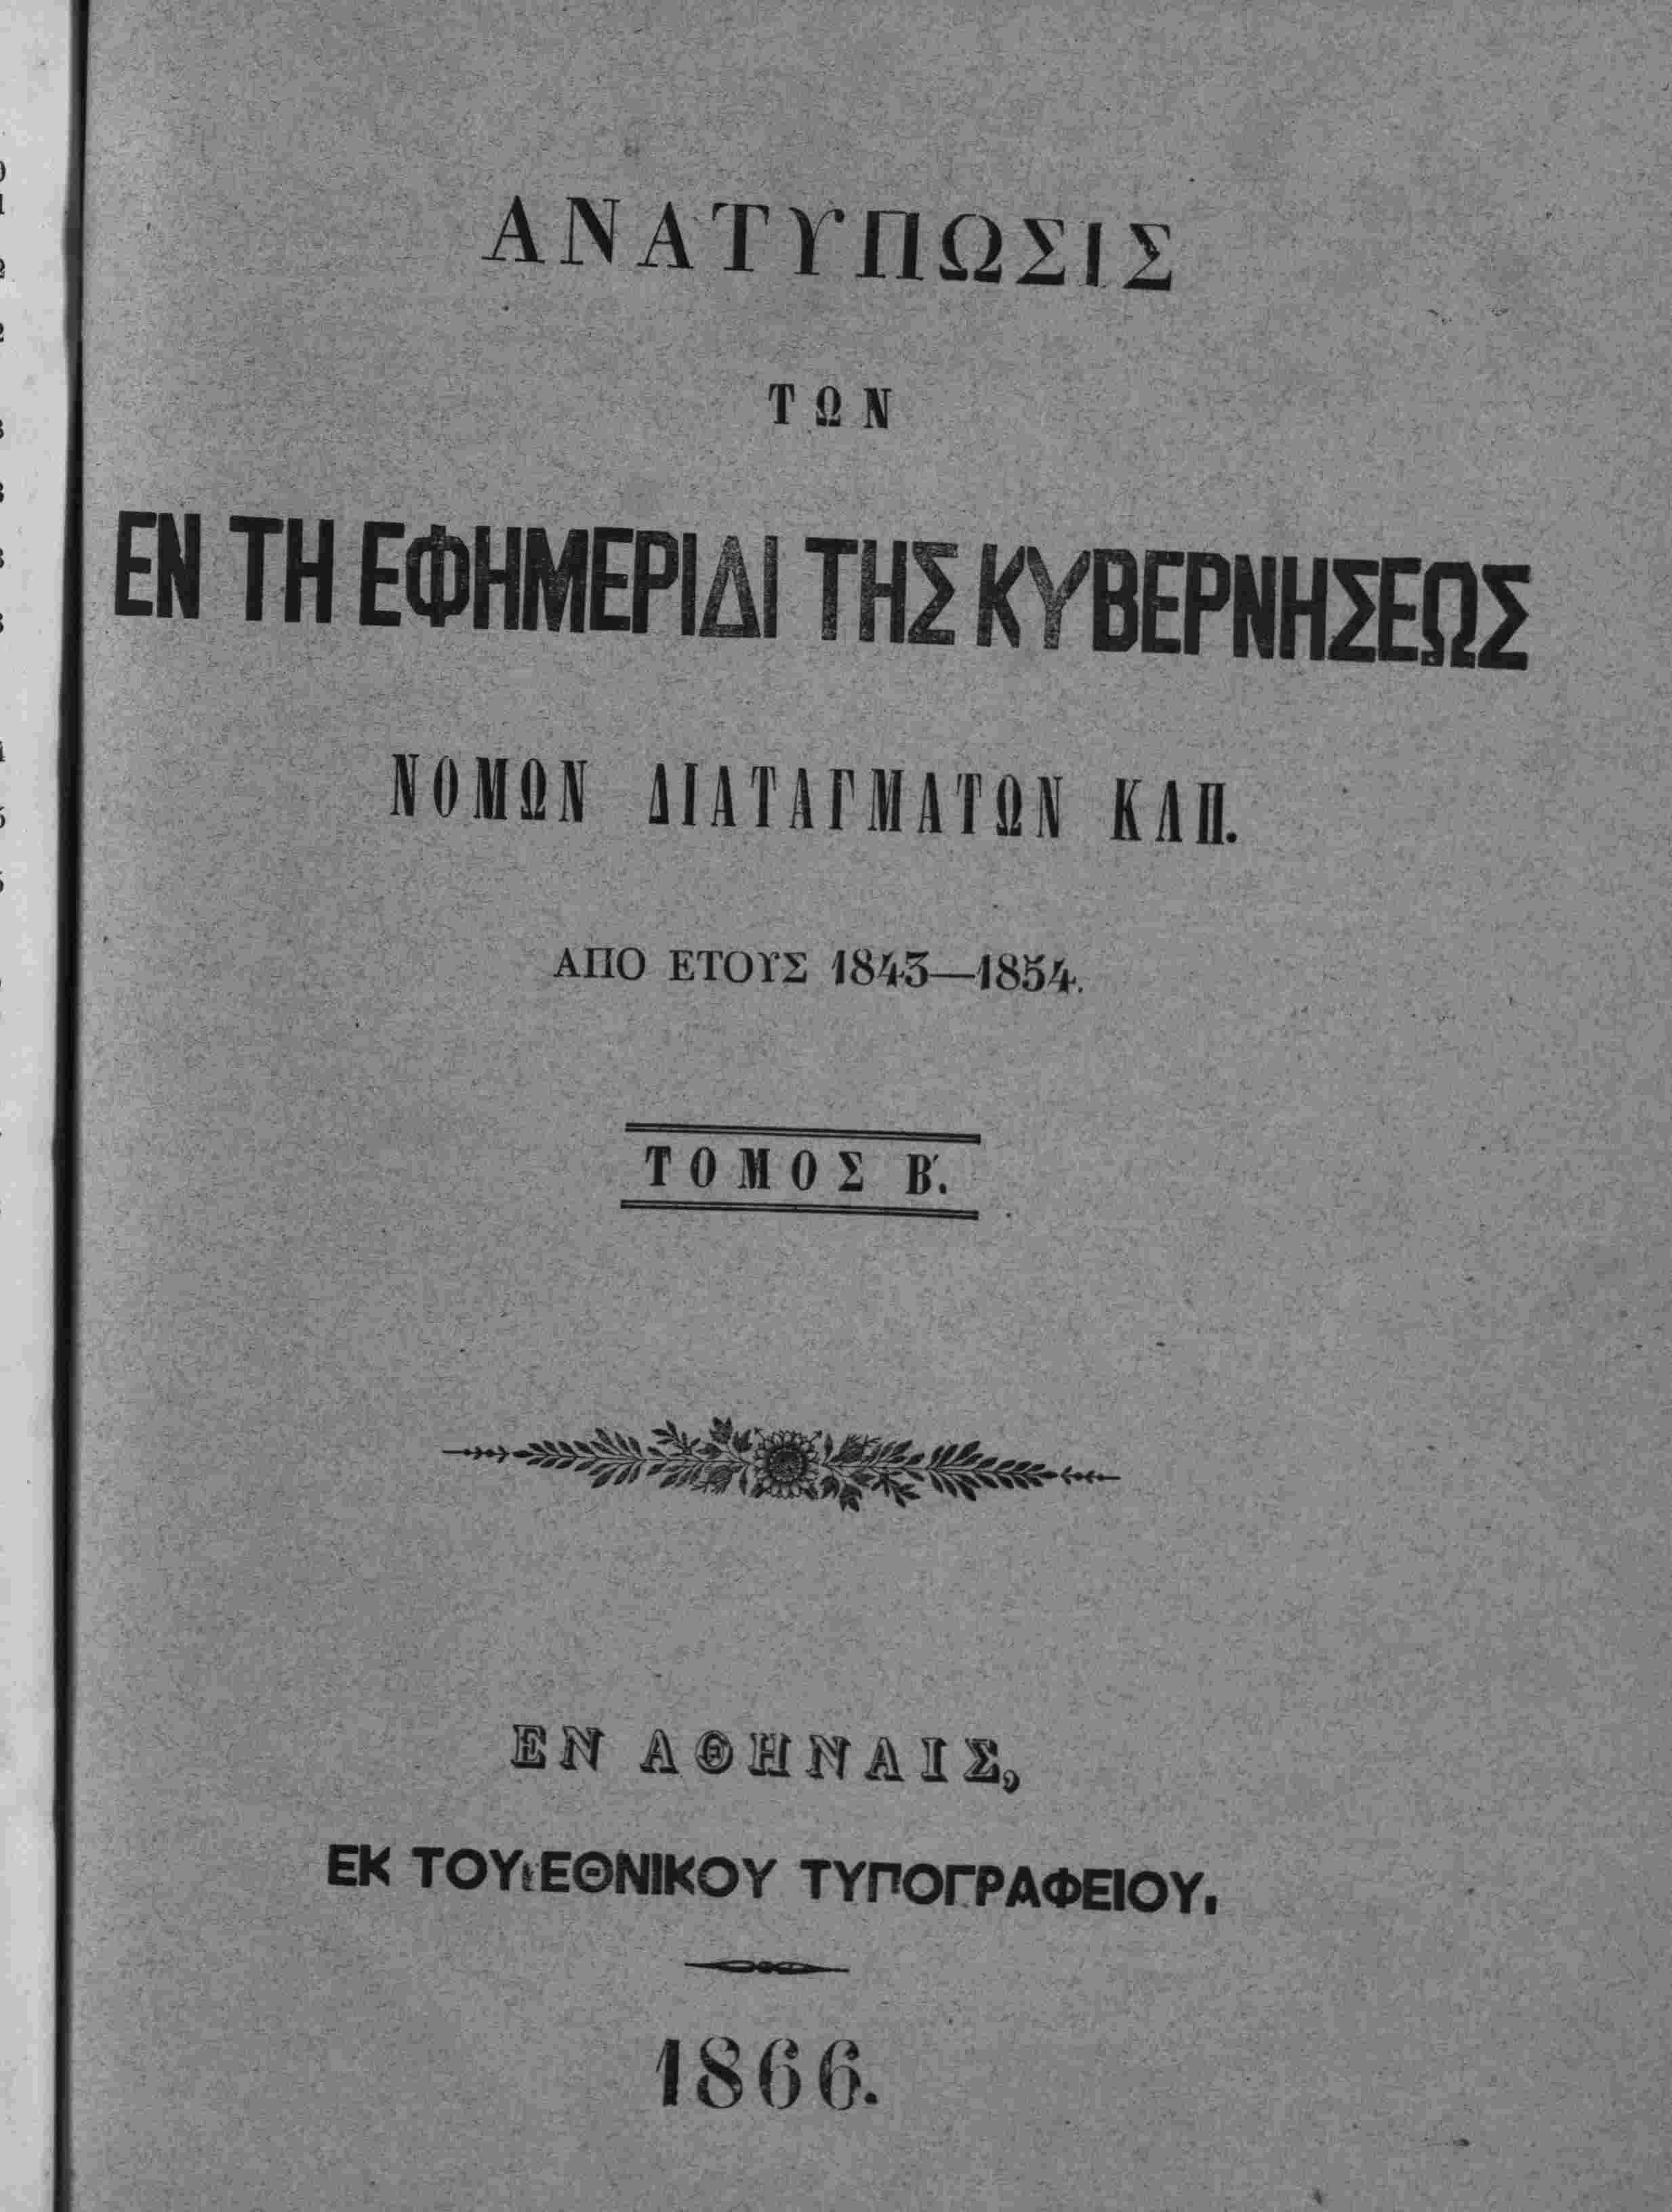 ΑΝΑΤΥΠΩΣΙΣ
ΤΩΝ
ΕΝ ΤΗ ΕΦΗΜΕΡΙΔΙ ΤΗΣ ΚΥΒΕΡΝΗΣΕΩΣ
ΝΟΜΩΝ ΔΙΑΤΑΓΜΑΤΩΝ ΚΛΠ.
ΑΠΟ ΕΤΟΥΣ 1843—1854.
ΤΟΜΟΣ Β΄.
ΕΝ ΑΘΗΝΑΙΣ,
ΕΚ ΤΟΥ ΕΘΝΙΚΟΥ ΤΥΠΟΓΡΑΦΕΙΟΥ,
1866.